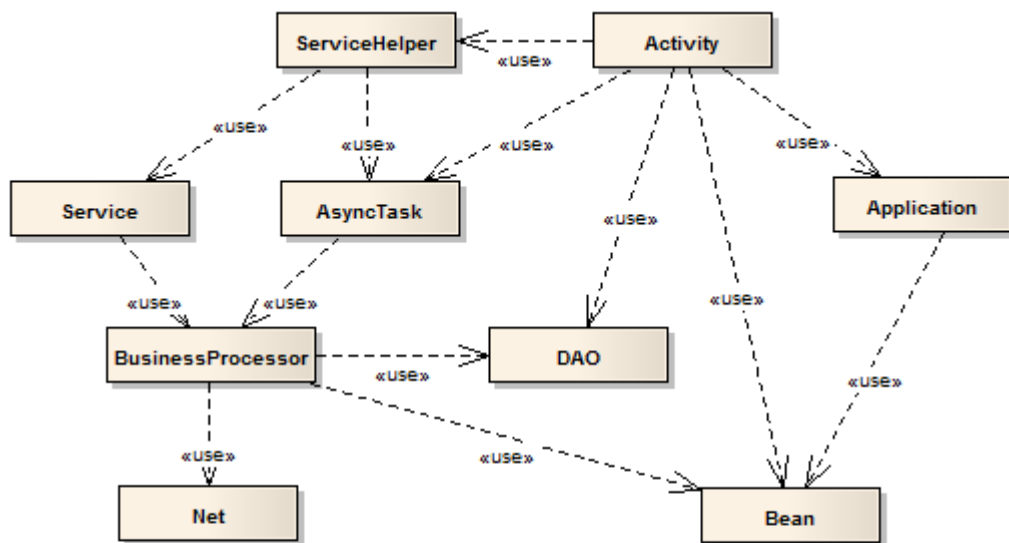 ServiceHelper
Activity
«use»
«use»
«use»
«use»
«use»
Service
AsyncTask
Application
«use»
«use»
«use»
«use»
BusinessProcessor
DAO
«use»
«use»
«use»
«use»
Net
Bean